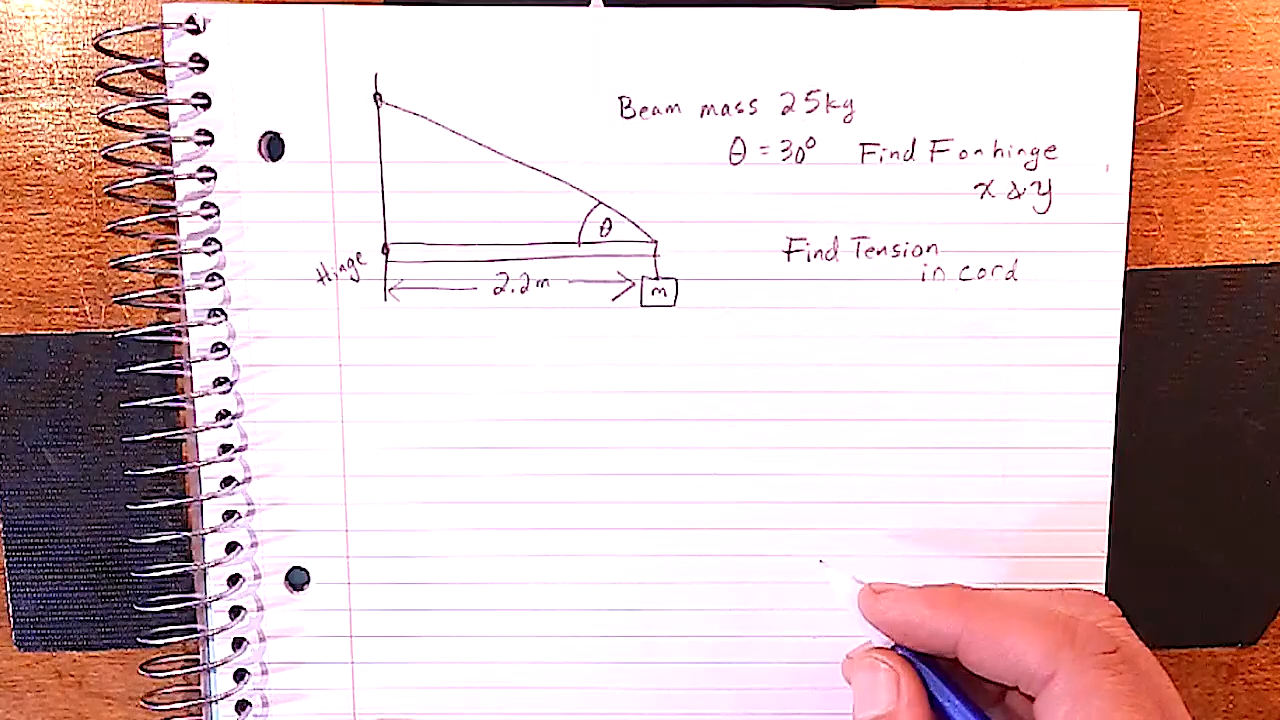 Beam mass 25kg
θ = 30° Find F on hinge
x & y
θ
Find Tension
in cord
Hinge
2.2m
m